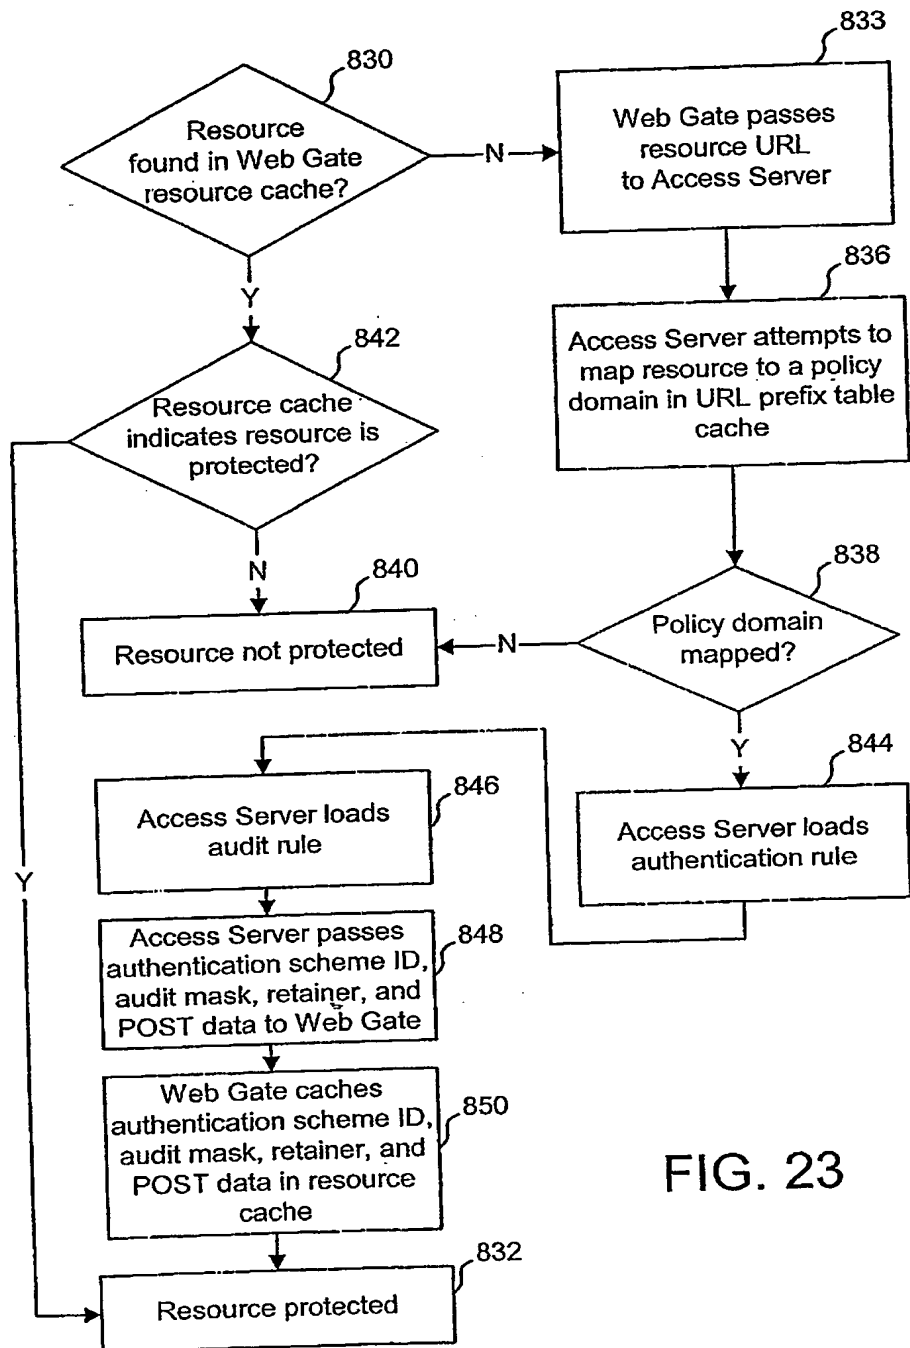 830
Resource
found in Web Gate
resource cache?
N
833
Web Gate passes
resource URL
to Access Server
Y
836
Access Server attempts to
map resource to a policy
domain in URL prefix table
cache
842
Resource cache
indicates resource is
protected?
N
840
Resource not protected
838
Policy domain
mapped?
N
Y
844
Access Server loads
authentication rule
846
Access Server loads
audit rule
Y
848
Access Server passes
authentication scheme ID,
audit mask, retainer, and
POST data to Web Gate
850
Web Gate caches
authentication scheme ID,
audit mask, retainer, and
POST data in resource
cache
832
Resource protected
FIG. 23